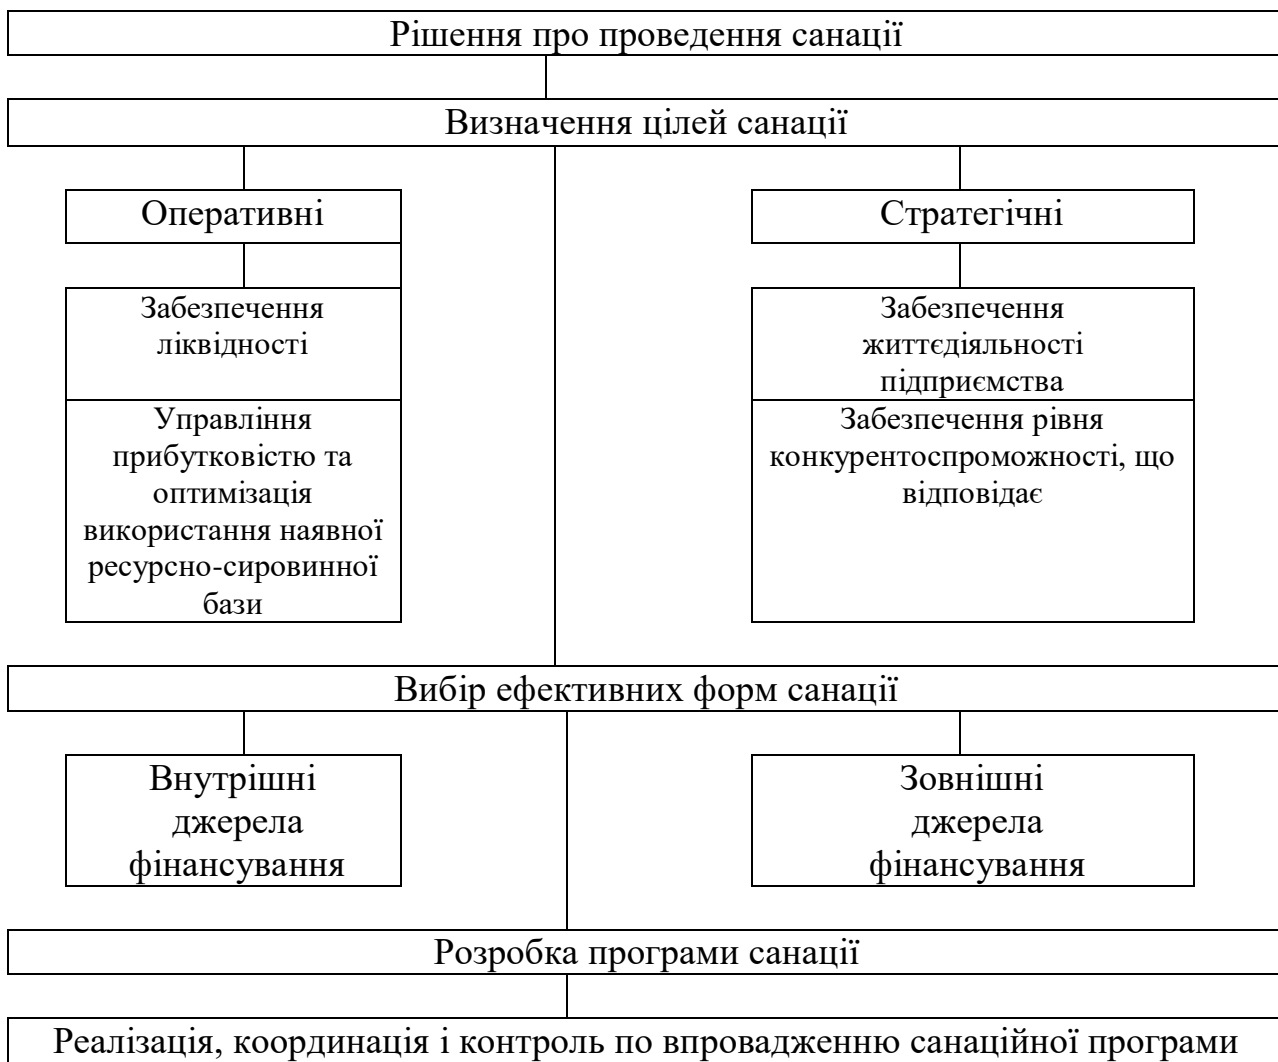 Рішення про проведення санації
Визначення цілей санації
Оперативні
Стратегічні
Забезпечення
ліквідності
Забезпечення
життєдіяльності
підприємства
Управління
прибутковістю та
оптимізація
використання наявної
ресурсно-сировинної
бази
Забезпечення рівня
конкурентоспроможності, що
відповідає
Вибір ефективних форм санації
Внутрішні
джерела
фінансування
Зовнішні
джерела
фінансування
Розробка програми санації
Реалізація, координація і контроль по впровадженню санаційної програми